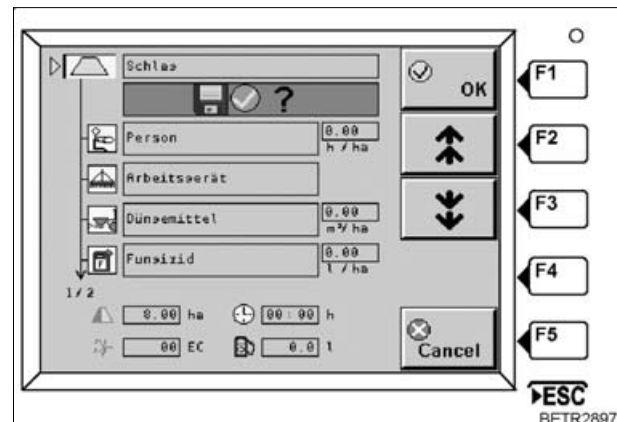 Schlag
OK
F1
?
Person
0.00
h / ha
F2
Arbeitsgerät
Düngemittel
0.00
m³/ ha
F3
Fungizid
0.00
l / ha
F4
1/2
8.00 ha
00:00 h
00 EC
0.0 l
Cancel
F5
ESC
BETR2897